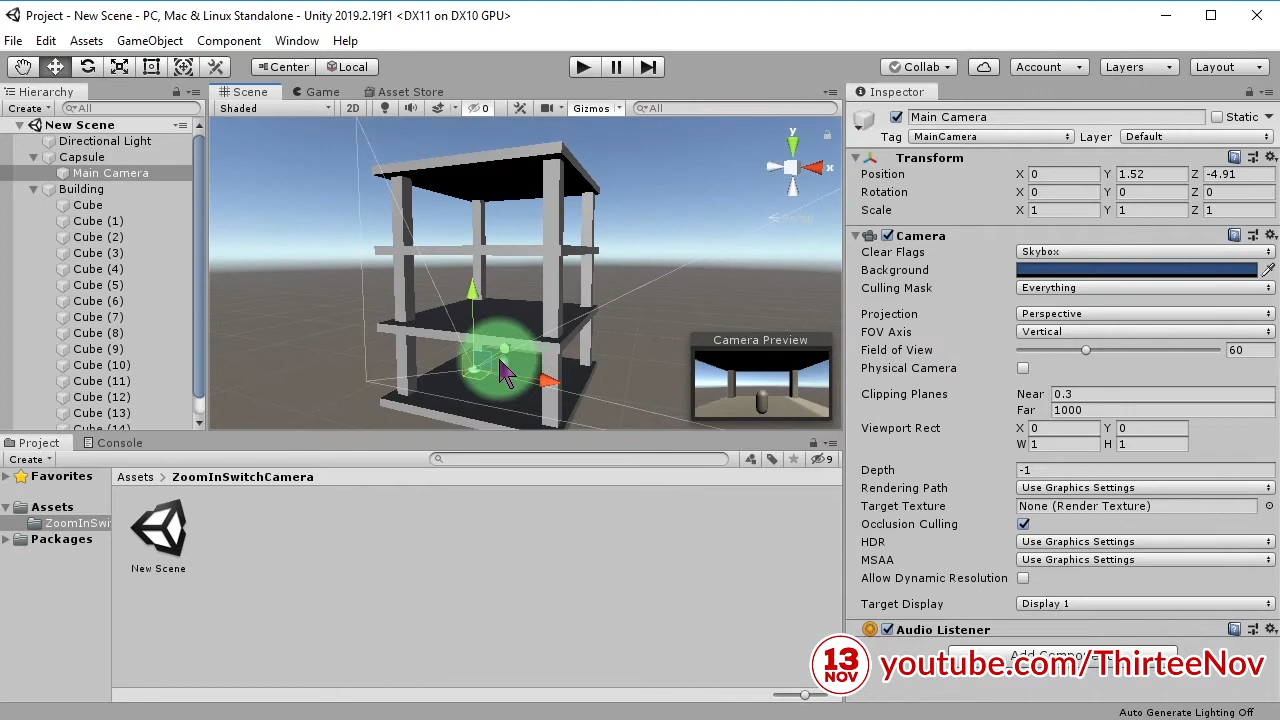 Project - New Scene - PC, Mac & Linux Standalone - Unity 2019.2.19f1 <DX11 on DX10 GPU>
File Edit Assets GameObject Component Window Help
Center Local Collab Account Layers Layout
Hierarchy
Create All
New Scene
Directional Light
Capsule
Main Camera
Building
Cube
Cube (1)
Cube (2)
Cube (3)
Cube (4)
Cube (5)
Cube (6)
Cube (7)
Cube (8)
Cube (9)
Cube (10)
Cube (11)
Cube (12)
Cube (13)
Cube (14)
Scene Game Asset Store
Shaded 2D 0 Gizmos All
y
x
Persp
Camera Preview
Inspector
Main Camera Static
Tag MainCamera Layer Default
Transform
Position X 0 Y 1.52 Z -4.91
Rotation X 0 Y 0 Z 0
Scale X 1 Y 1 Z 1
Camera
Clear Flags Skybox
Background
Culling Mask Everything
Projection Perspective
FOV Axis Vertical
Field of View 60
Physical Camera
Clipping Planes Near 0.3
Far 1000
Viewport Rect X 0 Y 0
W 1 H 1
Depth -1
Rendering Path Use Graphics Settings
Target Texture None (Render Texture)
Occlusion Culling
HDR Use Graphics Settings
MSAA Use Graphics Settings
Allow Dynamic Resolution
Target Display Display 1
Audio Listener
Project Console
Create 9
Favorites
Assets
ZoomInSwi
Packages
Assets > ZoomInSwitchCamera
New Scene
13
NOV
youtube.com/ThirteeNov
Auto Generate Lighting Off